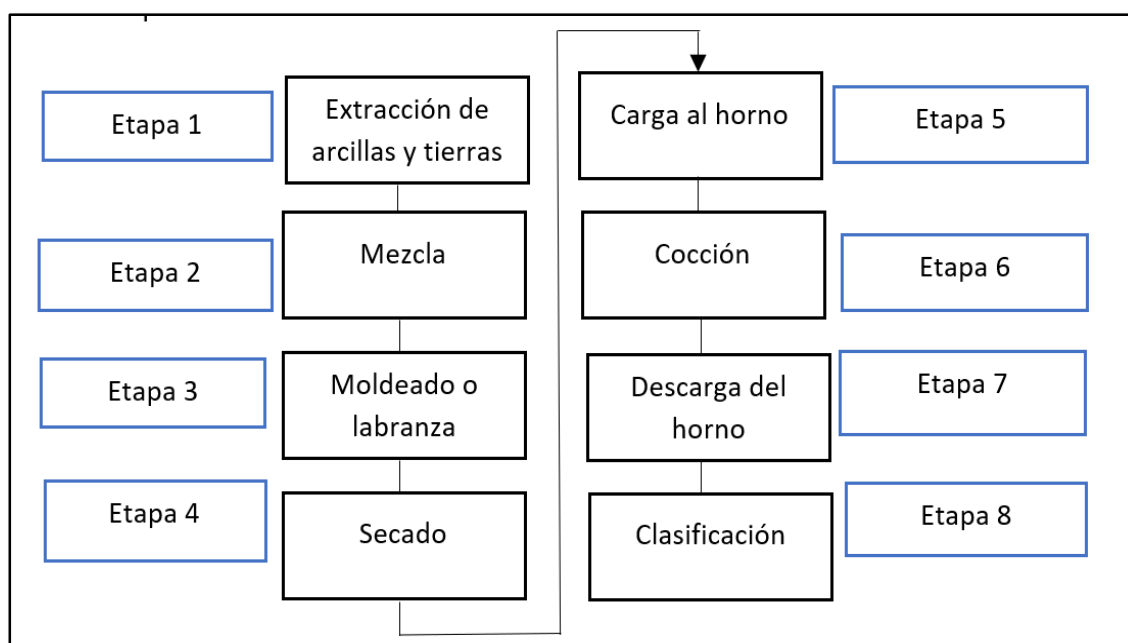 Etapa 1
Extracción de
arcillas y tierras
Etapa 2
Mezcla
Etapa 3
Moldeado o
labranza
Etapa 4
Secado
Carga al horno
Etapa 5
Cocción
Etapa 6
Descarga del
horno
Etapa 7
Clasificación
Etapa 8